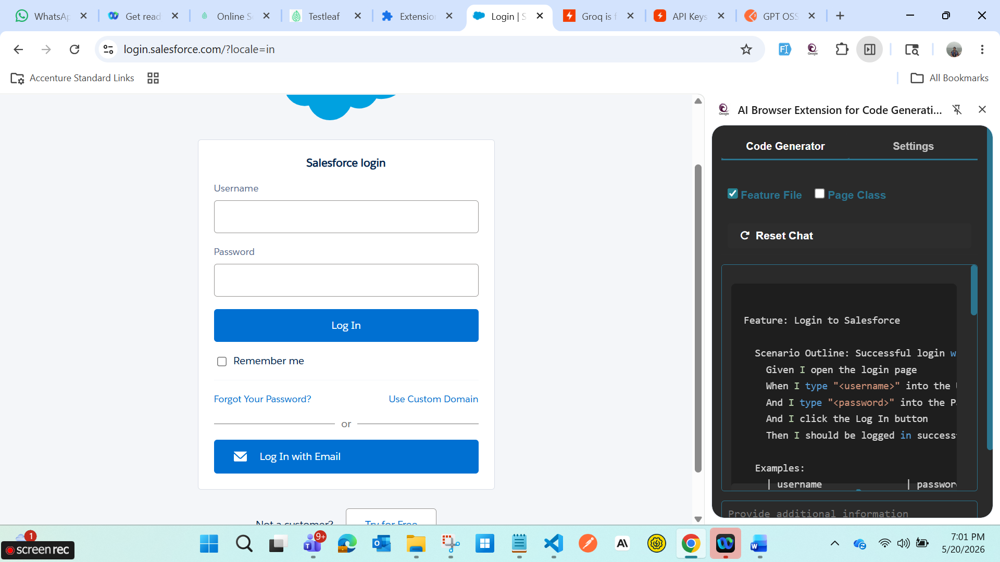 WhatsAp
Get read
Online S
Testleaf
Extension
Login | S
Groq is f
API Keys
GPT OSS
login.salesforce.com/?locale=in
Accenture Standard Links
All Bookmarks
Salesforce login
Username
Password
Log In
Remember me
Forgot Your Password?
Use Custom Domain
or
Log In with Email
Not a customer?
Try for Free
AI Browser Extension for Code Generati...
Code Generator
Settings
Feature File
Page Class
Reset Chat
Feature: Login to Salesforce
Scenario Outline: Successful login w
Given I open the login page
When I type "<username>" into the
And I type "<password>" into the Pa
And I click the Log In button
Then I should be logged in success
Examples:
| username | passwor
Provide additional information
1
screen rec
9+
7:01 PM
5/20/2026